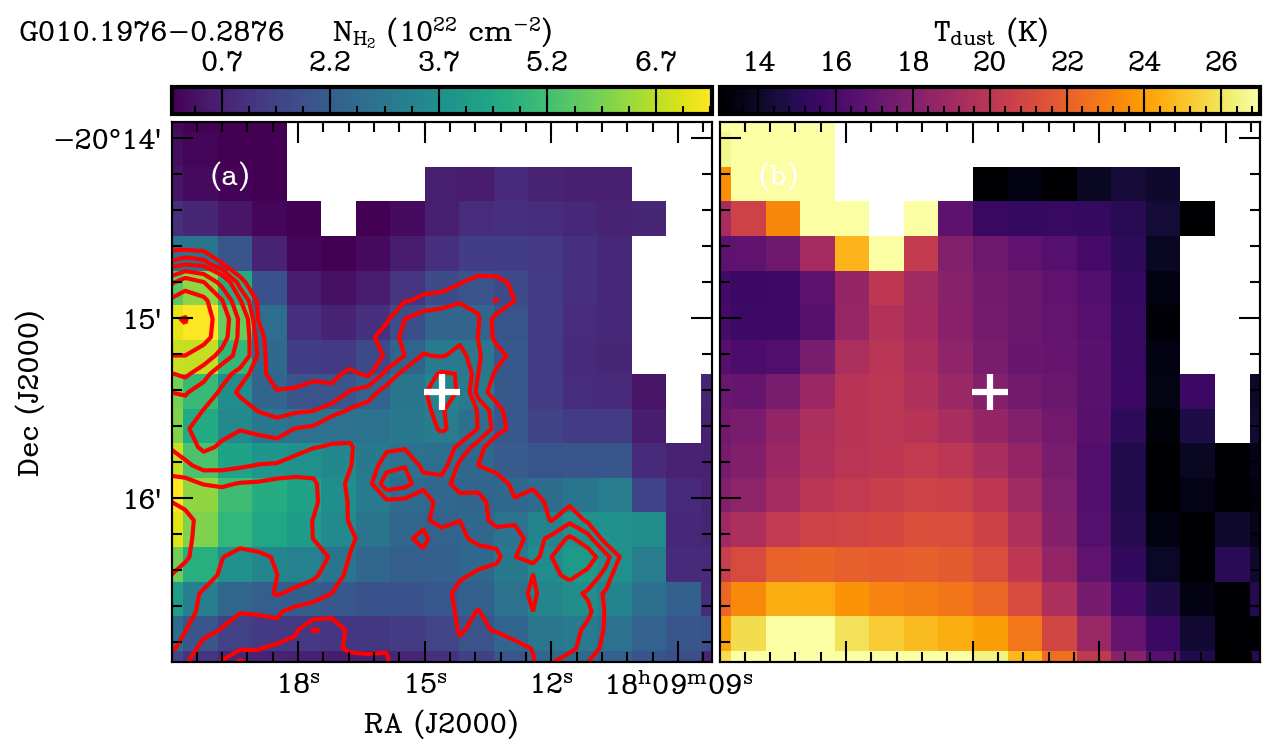 G010.1976−0.2876 N_H₂ (10²² cm⁻²) T_dust (K)
0.7 2.2 3.7 5.2 6.7 14 16 18 20 22 24 26
−20°14'
(a) (b)
15'
Dec (J2000)
16'
18ˢ 15ˢ 12ˢ 18ʰ09ᵐ09ˢ
RA (J2000)